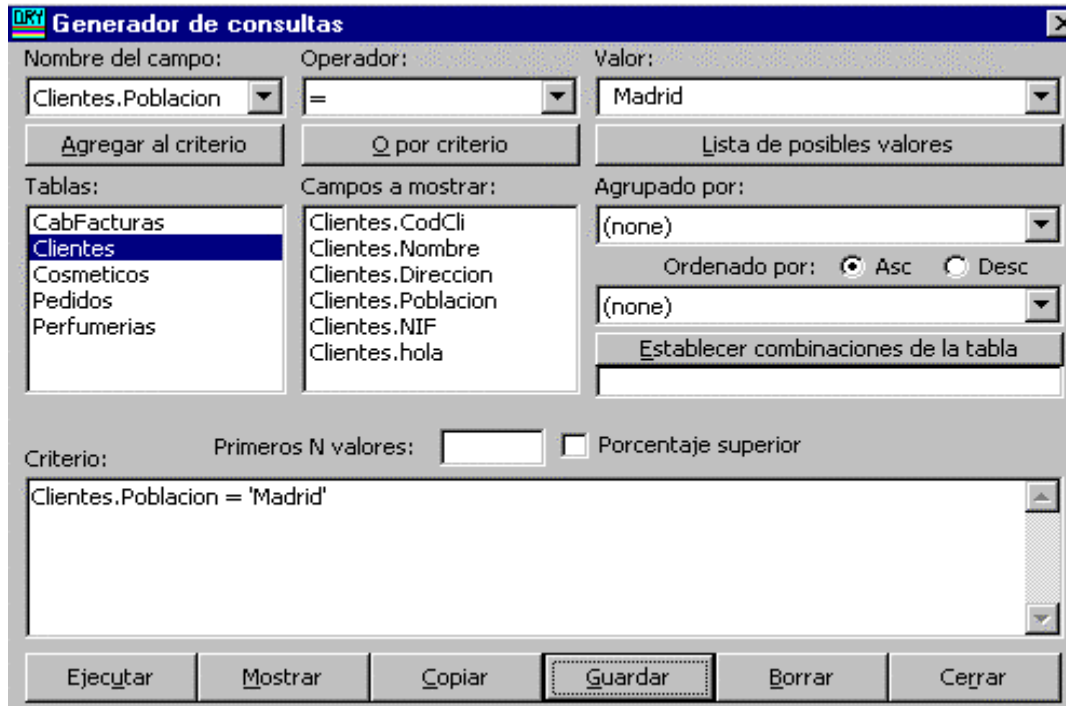 QRY Generador de consultas
Nombre del campo: Operador: Valor:
Clientes.Poblacion = Madrid
Agregar al criterio O por criterio Lista de posibles valores
Tablas: Campos a mostrar: Agrupado por:
CabFacturas
Clientes
Cosmeticos
Pedidos
Perfumerias
Clientes.CodCli
Clientes.Nombre
Clientes.Direccion
Clientes.Poblacion
Clientes.NIF
Clientes.hola
(none)
Ordenado por: Asc Desc
(none)
Establecer combinaciones de la tabla
Primeros N valores: Porcentaje superior
Criterio:
Clientes.Poblacion = 'Madrid'
Ejecutar Mostrar Copiar Guardar Borrar Cerrar